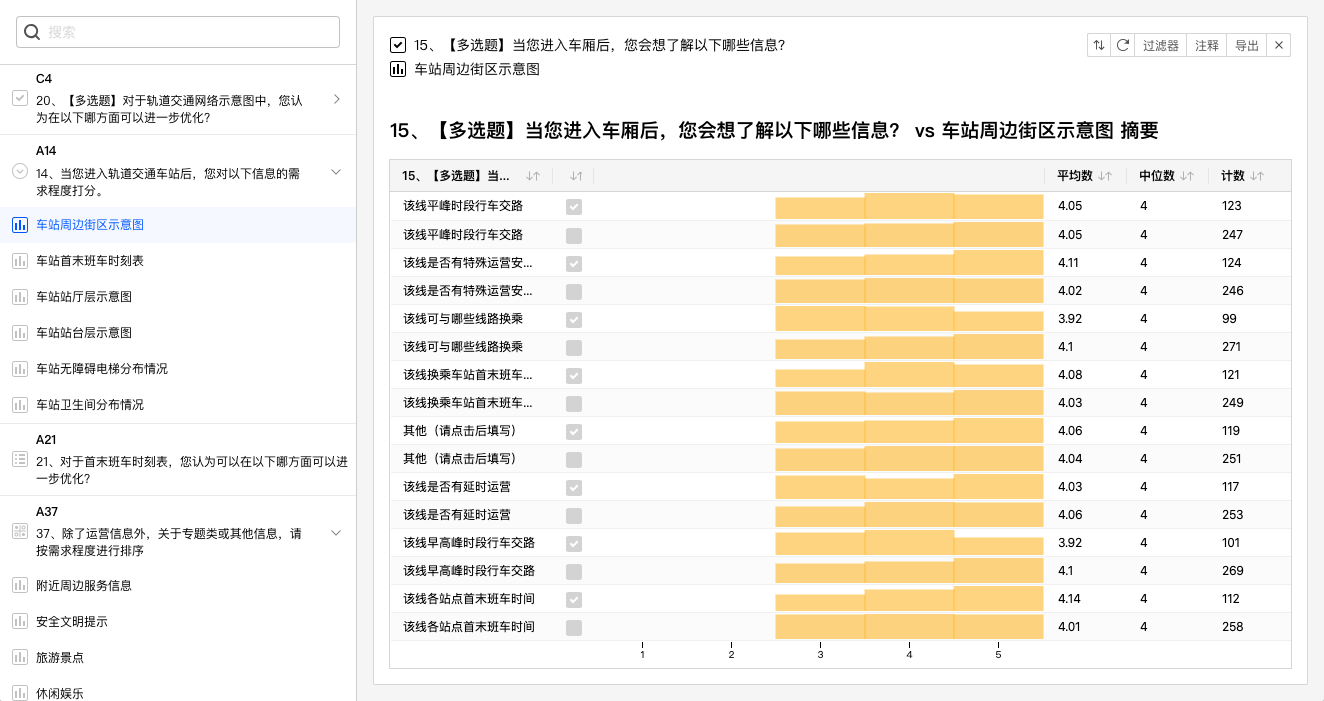 搜索
C4
20、【多选题】对于轨道交通网络示意图中，您认
为在以下哪方面可以进一步优化？
A14
14、当您进入轨道交通车站后，您对以下信息的需
求程度打分。
车站周边街区示意图
车站首末班车时刻表
车站站厅层示意图
车站站台层示意图
车站无障碍电梯分布情况
车站卫生间分布情况
A21
21、对于首末班车时刻表，您认为可以在以下哪方面可以进
一步优化？
A37
37、除了运营信息外，关于专题类或其他信息，请
按需求程度进行排序
附近周边服务信息
安全文明提示
旅游景点
休闲娱乐
15、【多选题】当您进入车厢后，您会想了解以下哪些信息？
车站周边街区示意图
过滤器 注释 导出
15、【多选题】当您进入车厢后，您会想了解以下哪些信息？ vs 车站周边街区示意图 摘要
15、【多选题】当... 平均数 中位数 计数
该线平峰时段行车交路 4.05 4 123
该线平峰时段行车交路 4.05 4 247
该线是否有特殊运营安... 4.11 4 124
该线是否有特殊运营安... 4.02 4 246
该线可与哪些线路换乘 3.92 4 99
该线可与哪些线路换乘 4.1 4 271
该线换乘车站首末班车... 4.08 4 121
该线换乘车站首末班车... 4.03 4 249
其他（请点击后填写） 4.06 4 119
其他（请点击后填写） 4.04 4 251
该线是否有延时运营 4.03 4 117
该线是否有延时运营 4.06 4 253
该线早高峰时段行车交路 3.92 4 101
该线早高峰时段行车交路 4.1 4 269
该线各站点首末班车时间 4.14 4 112
该线各站点首末班车时间 4.01 4 258
1 2 3 4 5